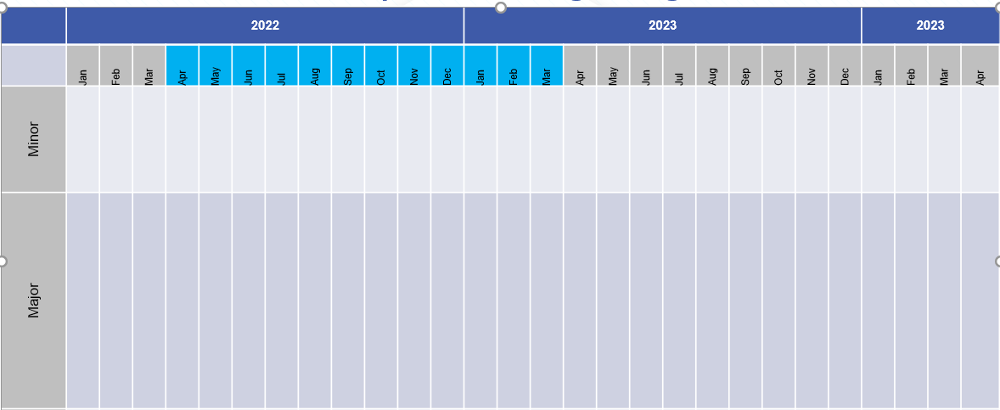 2022 2023 2023
Jan Feb Mar Apr May Jun Jul Aug Sep Oct Nov Dec Jan Feb Mar Apr May Jun Jul Aug Sep Oct Nov Dec Jan Feb Mar Apr
Minor
Major